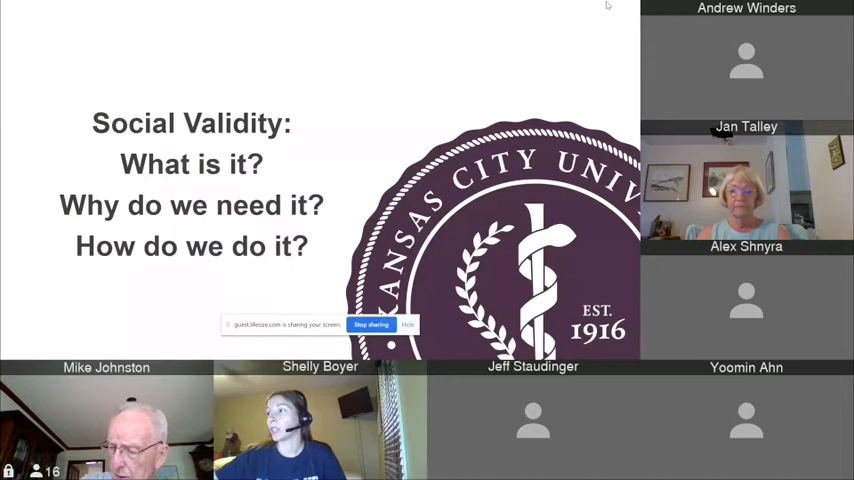 Andrew Winders
Social Validity:
What is it?
Why do we need it?
How do we do it?
KANSAS CITY UNIV
EST.
1916
guest.lifesize.com is sharing your screen.
Stop sharing
Hide
Jan Talley
Alex Shnyra
Mike Johnston
Shelly Boyer
Jeff Staudinger
Yoomin Ahn
16